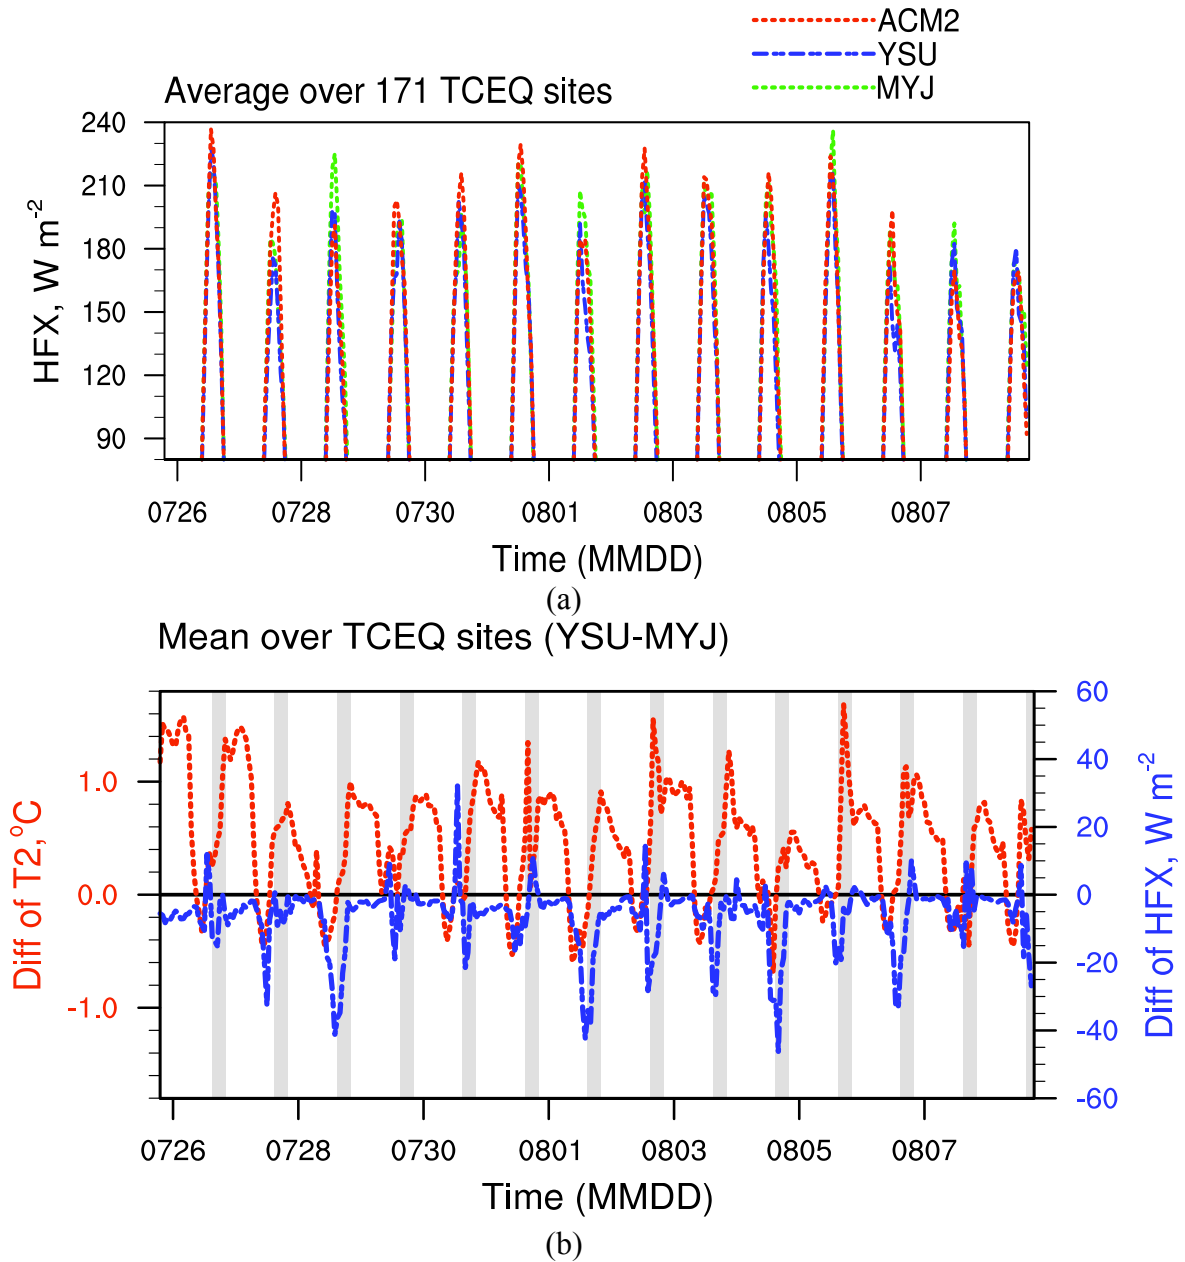 ACM2
YSU
MYJ
Average over 171 TCEQ sites
240
210
180
150
120
90
HFX, W m-2
0726 0728 0730 0801 0803 0805 0807
Time (MMDD)
(a)
Mean over TCEQ sites (YSU-MYJ)
1.0
0.0
-1.0
Diff of T2,°C
60
40
20
0
-20
-40
-60
Diff of HFX, W m-2
0726 0728 0730 0801 0803 0805 0807
Time (MMDD)
(b)